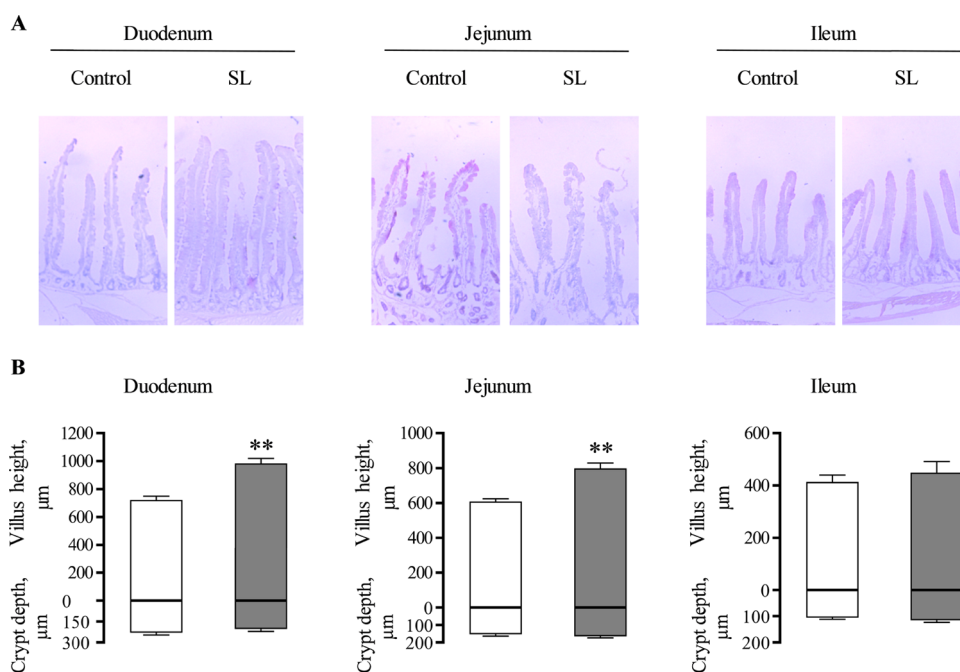 A
Duodenum
Jejunum
Ileum
Control
SL
Control
SL
Control
SL
B
Duodenum
Jejunum
Ileum
Villus height, µm
1200
1000
800
600
400
200
0
Crypt depth, µm
150
300
**
Villus height, µm
1000
800
600
400
200
0
Crypt depth, µm
200
**
Villus height, µm
600
400
200
0
Crypt depth, µm
100
200